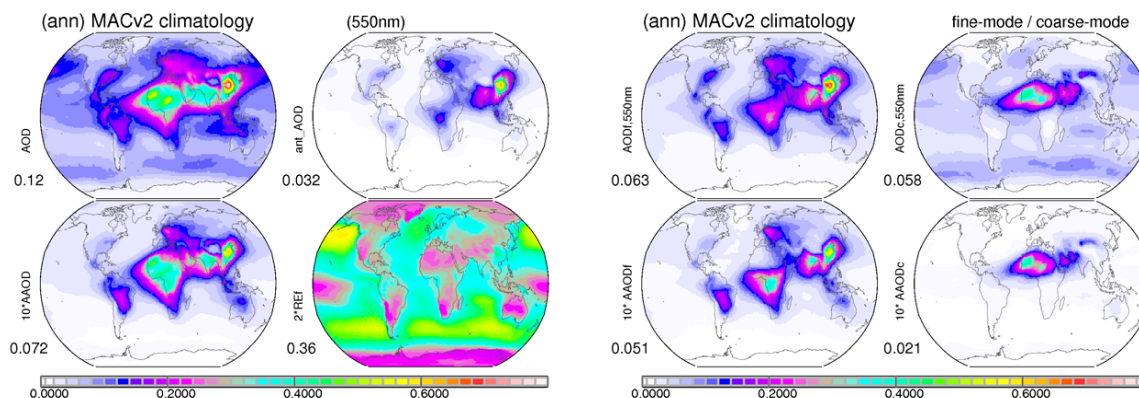 (ann) MACv2 climatology
(550nm)
AOD
0.12
ant_AOD
0.032
10*AAOD
0.072
2*REf
0.36
0.0000 0.2000 0.4000 0.6000
(ann) MACv2 climatology
fine-mode / coarse-mode
AODf,550nm
0.063
AODc,550nm
0.058
10* AAODf
0.051
10* AAODc
0.021
0.0000 0.2000 0.4000 0.6000